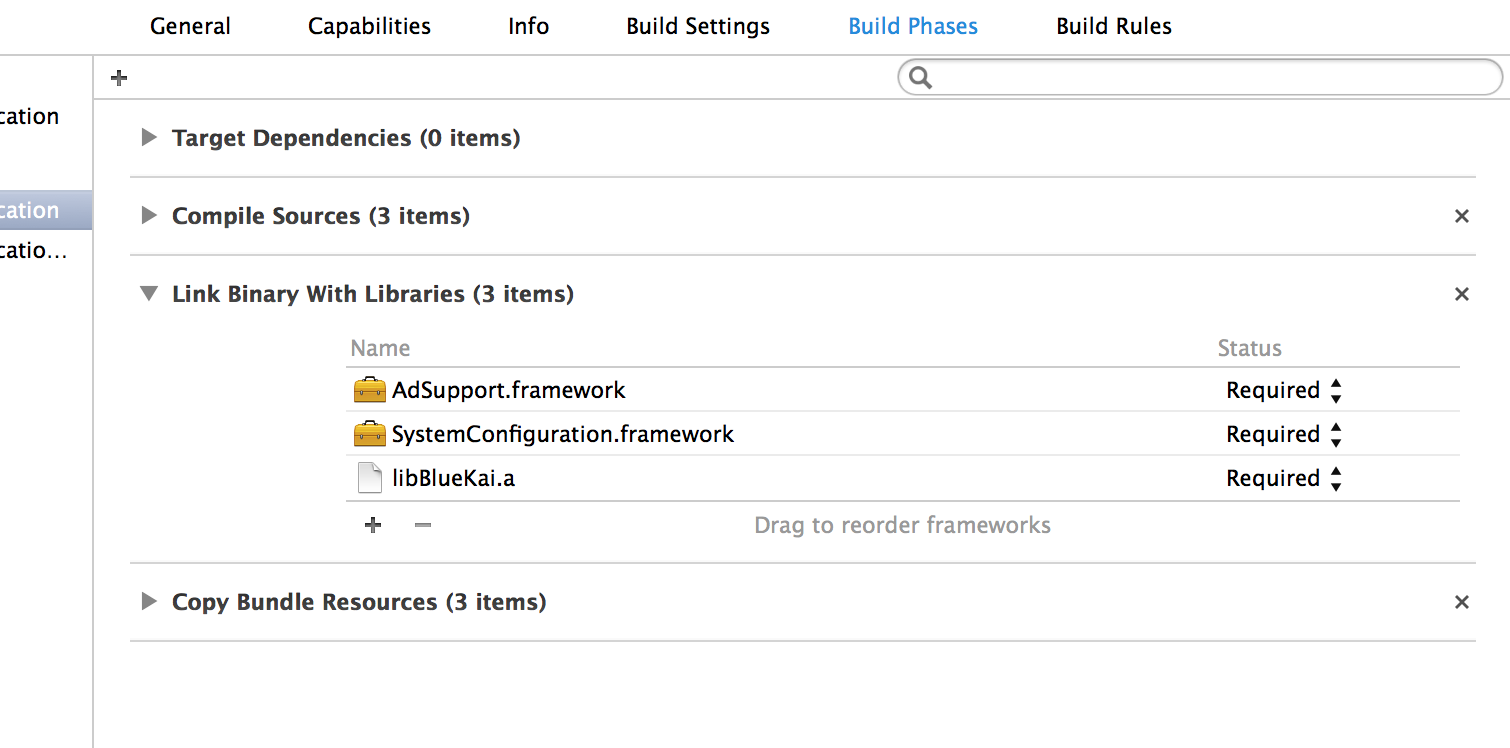 General Capabilities Info Build Settings Build Phases Build Rules
cation
Target Dependencies (0 items)
cation
Compile Sources (3 items)
catio...
Link Binary With Libraries (3 items)
Name Status
AdSupport.framework Required
SystemConfiguration.framework Required
libBlueKai.a Required
Drag to reorder frameworks
Copy Bundle Resources (3 items)